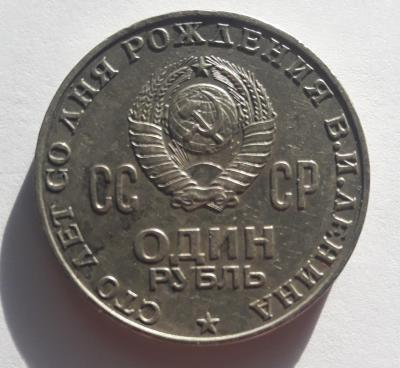 СТО ЛЕТ СО ДНЯ РОЖДЕНИЯ В.И.ЛЕНИНА
СС СР
ОДИН
РУБЛЬ